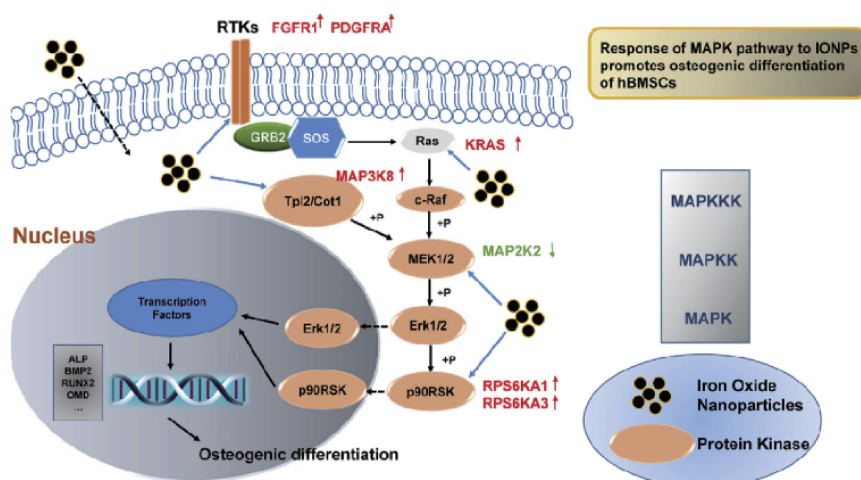 RTKs FGFR1↑ PDGFRA↑
Response of MAPK pathway to IONPs
promotes osteogenic differentiation
of hBMSCs
GRB2 SOS Ras KRAS ↑
MAP3K8 ↑
Tpl2/Cot1 c-Raf
+P +P
Nucleus
MEK1/2 MAP2K2 ↓
+P
Transcription
Factors
Erk1/2 Erk1/2
+P
ALP
BMP2
RUNX2
OMD
...
p90RSK p90RSK RPS6KA1 ↑
RPS6KA3 ↑
Osteogenic differentiation
MAPKKK
MAPKK
MAPK
Iron Oxide
Nanoparticles
Protein Kinase